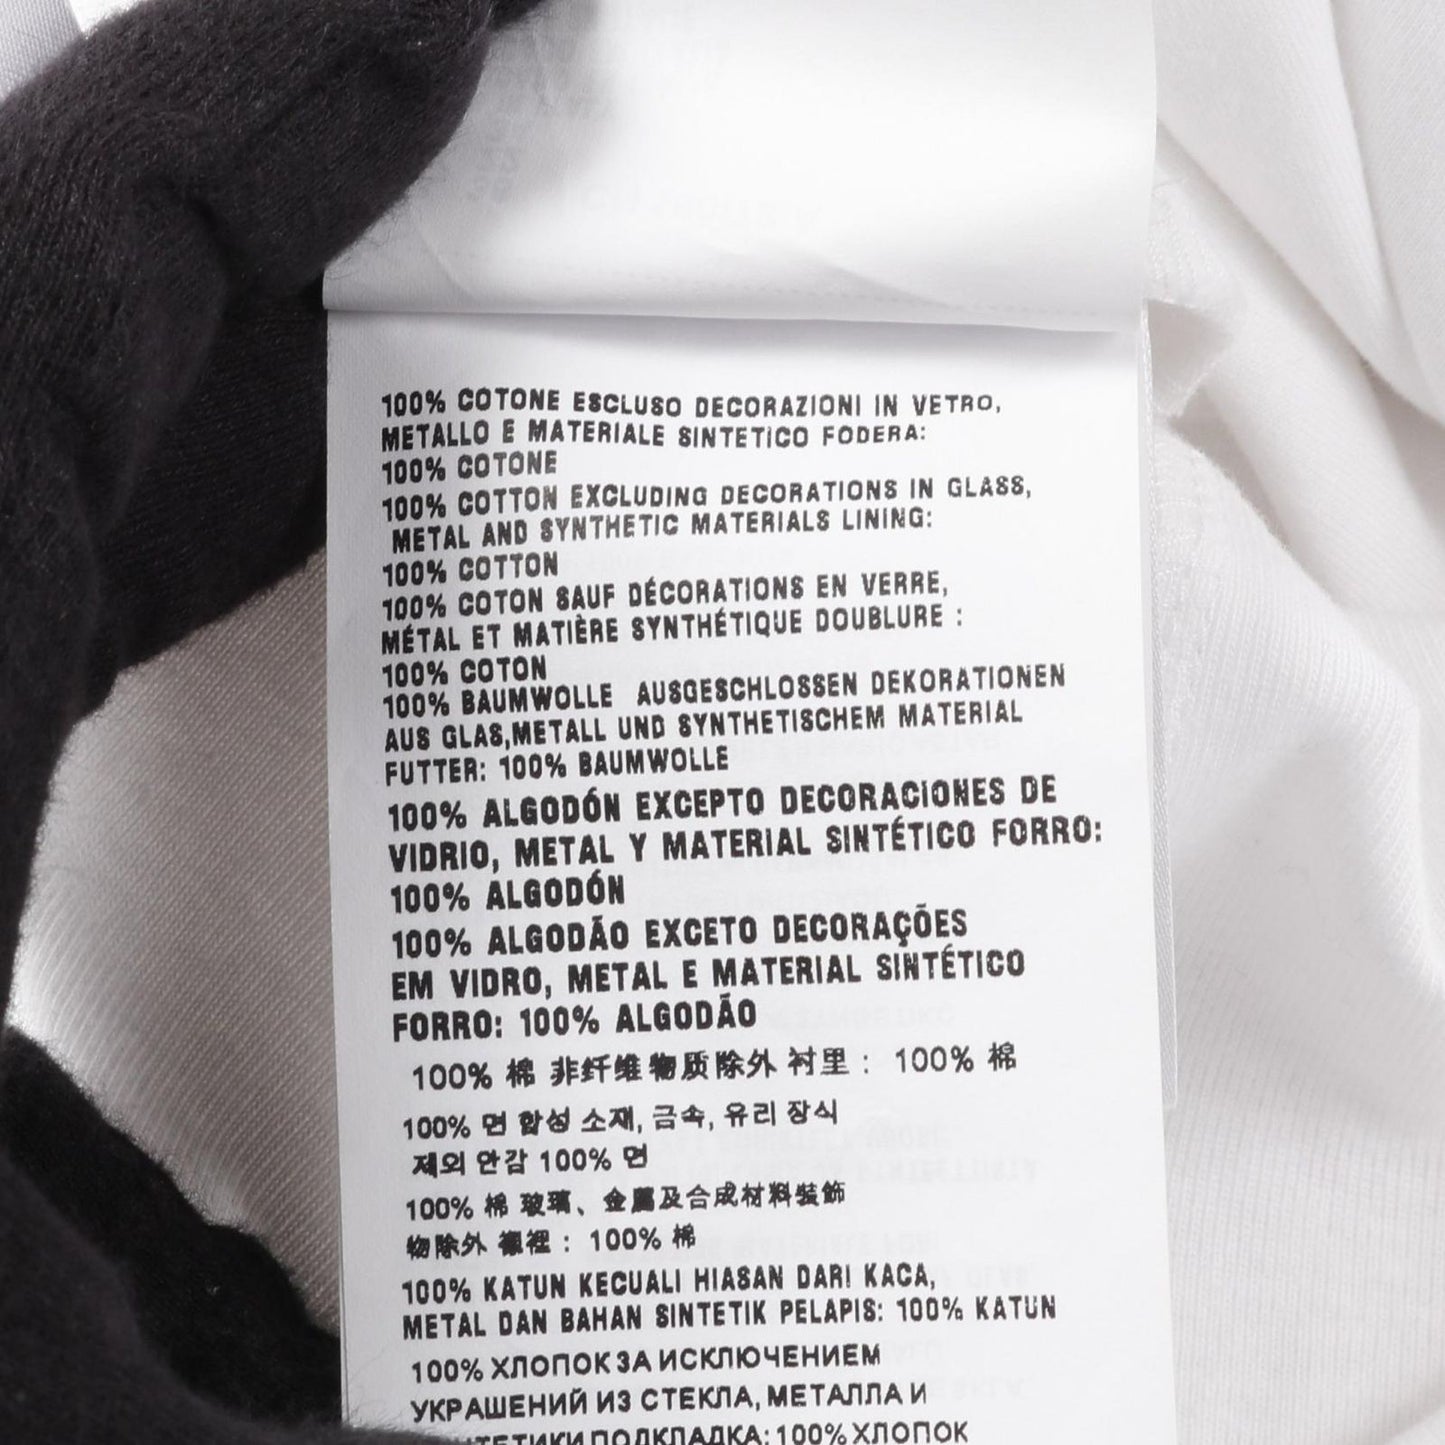 100% COTONE ESCLUSO DECORAZIONI IN VETRO,
METALLO E MATERIALE SINTETICO FODERA:
100% COTONE
100% COTTON EXCLUDING DECORATIONS IN GLASS,
METAL AND SYNTHETIC MATERIALS LINING:
100% COTTON
100% COTON SAUF DÉCORATIONS EN VERRE,
MÉTAL ET MATIÈRE SYNTHÉTIQUE DOUBLURE :
100% COTON
100% BAUMWOLLE AUSGESCHLOSSEN DEKORATIONEN
AUS GLAS,METALL UND SYNTHETISCHEM MATERIAL
FUTTER: 100% BAUMWOLLE
100% ALGODÓN EXCEPTO DECORACIONES DE
VIDRIO, METAL Y MATERIAL SINTÉTICO FORRO:
100% ALGODÓN
100% ALGODÃO EXCETO DECORAÇÕES
EM VIDRO, METAL E MATERIAL SINTÉTICO
FORRO: 100% ALGODÃO
100% 棉 非纤维物质除外 衬里： 100% 棉
100% 면 합성 소재, 금속, 유리 장식
제외 안감 100% 면
100% 棉 玻璃、金屬及合成材料裝飾
物除外 襯裡： 100% 棉
100% KATUN KECUALI HIASAN DARI KACA,
METAL DAN BAHAN SINTETIK PELAPIS: 100% KATUN
100% ХЛОПОК ЗА ИСКЛЮЧЕНИЕМ
УКРАШЕНИЙ ИЗ СТЕКЛА, МЕТАЛЛА И
ПОДКЛАДКА: 100% ХЛОПОК